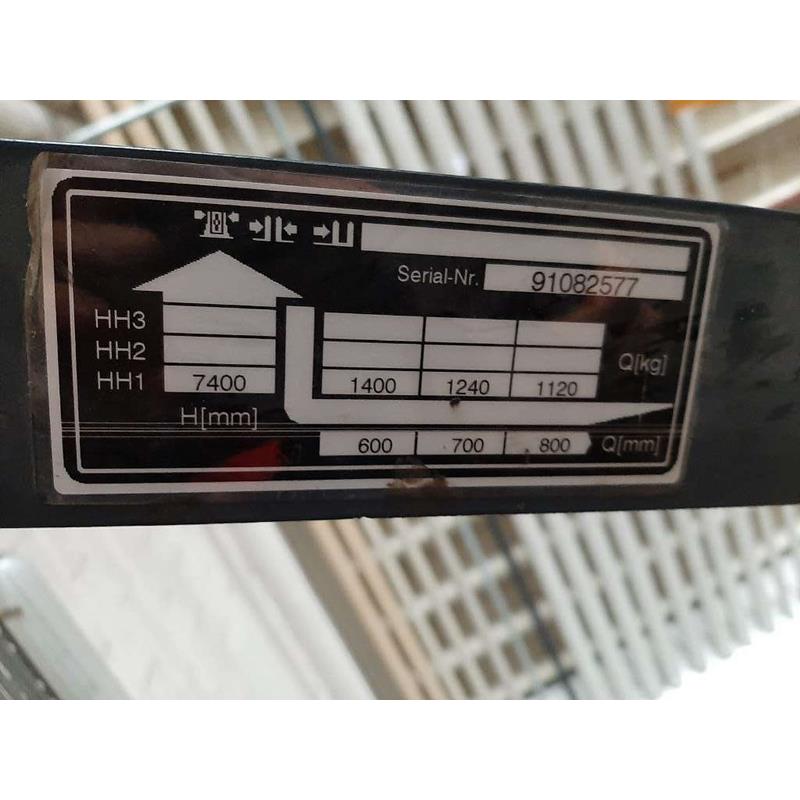 Serial-Nr. 91082577
HH3
HH2
HH1 7400 1400 1240 1120 Q[kg]
H[mm]
600 700 800 Q[mm]